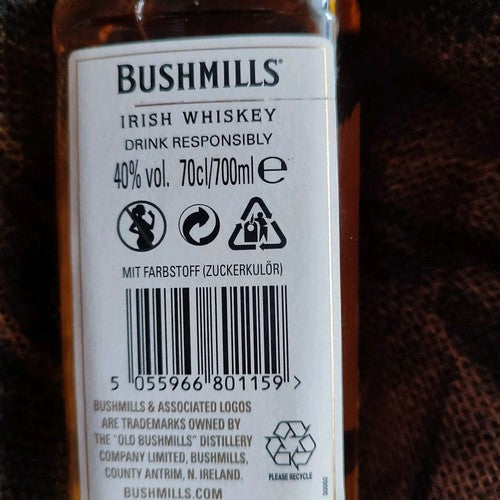 BUSHMILLS®
IRISH WHISKEY
DRINK RESPONSIBLY
40% vol. 70cl/700ml e
MIT FARBSTOFF (ZUCKERKULÖR)
5 055966 801159 >
BUSHMILLS & ASSOCIATED LOGOS
ARE TRADEMARKS OWNED BY
THE "OLD BUSHMILLS" DISTILLERY
COMPANY LIMITED, BUSHMILLS,
COUNTY ANTRIM, N. IRELAND.
BUSHMILLS.COM
PLEASE RECYCLE